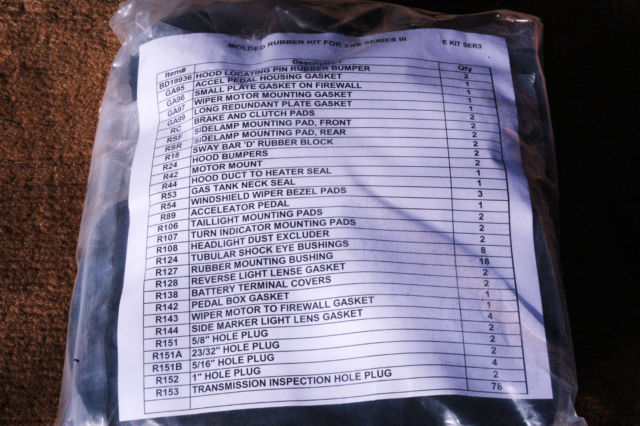 MOLDED RUBBER KIT FOR XKE SERIES III E KIT SER3
Item# Description Qty
BD19936 HOOD LOCATING PIN RUBBER BUMPER 2
GA95 ACCEL PEDAL HOUSING GASKET 1
GA96 SMALL PLATE GASKET ON FIREWALL 1
GA97 WIPER MOTOR MOUNTING GASKET 1
GA99 LONG REDUNDANT PLATE GASKET 1
RC BRAKE AND CLUTCH PADS 2
RSF SIDELAMP MOUNTING PAD, FRONT 2
RSR SIDELAMP MOUNTING PAD, REAR 2
R18 SWAY BAR 'D' RUBBER BLOCK 2
R24 HOOD BUMPERS 2
R42 MOTOR MOUNT 2
R44 HOOD DUCT TO HEATER SEAL 1
R53 GAS TANK NECK SEAL 1
R54 WINDSHIELD WIPER BEZEL PADS 3
R89 ACCELEATOR PEDAL 1
R106 TAILLIGHT MOUNTING PADS 2
R107 TURN INDICATOR MOUNTING PADS 2
R108 HEADLIGHT DUST EXCLUDER 2
R124 TUBULAR SHOCK EYE BUSHINGS 8
R127 RUBBER MOUNTING BUSHING 18
R128 REVERSE LIGHT LENSE GASKET 2
R138 BATTERY TERMINAL COVERS 2
R142 PEDAL BOX GASKET 1
R143 WIPER MOTOR TO FIREWALL GASKET 1
R144 SIDE MARKER LIGHT LENS GASKET 4
R151 5/8" HOLE PLUG 2
R151A 23/32" HOLE PLUG 2
R151B 5/16" HOLE PLUG 4
R152 1" HOLE PLUG 2
R153 TRANSMISSION INSPECTION HOLE PLUG 2
78